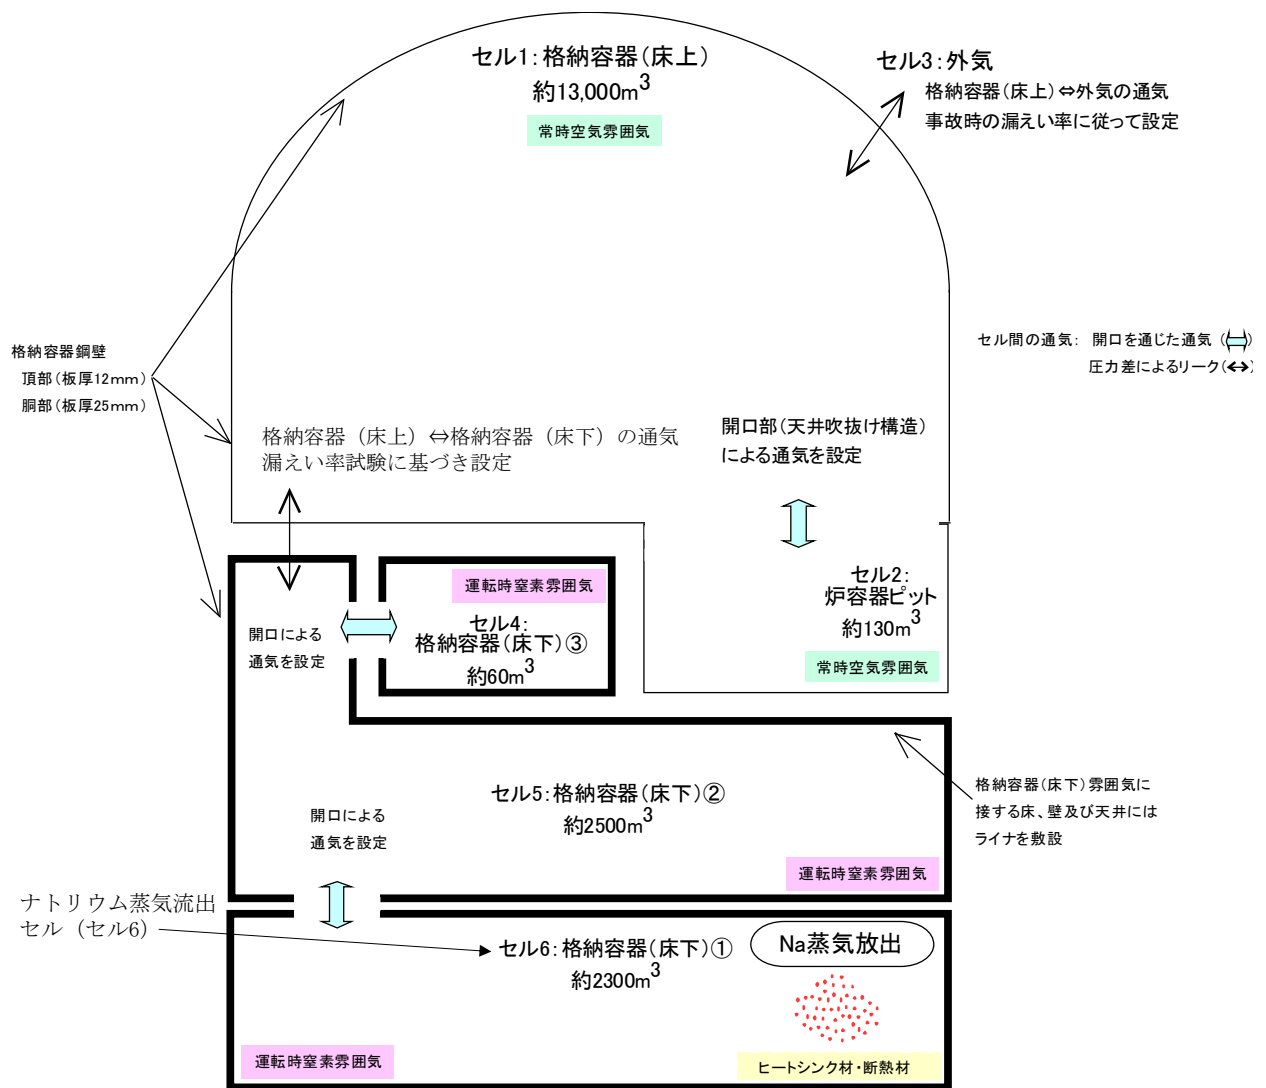 セル1:格納容器(床上)
約13,000m3
常時空気雰囲気
セル3:外気
格納容器(床上)⇔外気の通気
事故時の漏えい率に従って設定
格納容器鋼壁
頂部(板厚12mm)
胴部(板厚25mm)
セル間の通気: 開口を通じた通気(⇔)
圧力差によるリーク(↔)
格納容器（床上）⇔格納容器（床下）の通気
漏えい率試験に基づき設定
開口部(天井吹抜け構造)
による通気を設定
セル2:
炉容器ピット
約130m3
常時空気雰囲気
運転時窒素雰囲気
セル4:
格納容器(床下)③
約60m3
開口による
通気を設定
セル5:格納容器(床下)②
約2500m3
運転時窒素雰囲気
開口による
通気を設定
格納容器(床下)雰囲気に
接する床、壁及び天井には
ライナを敷設
ナトリウム蒸気流出
セル（セル6）
セル6:格納容器(床下)①
約2300m3
Na蒸気放出
運転時窒素雰囲気
ヒートシンク材・断熱材